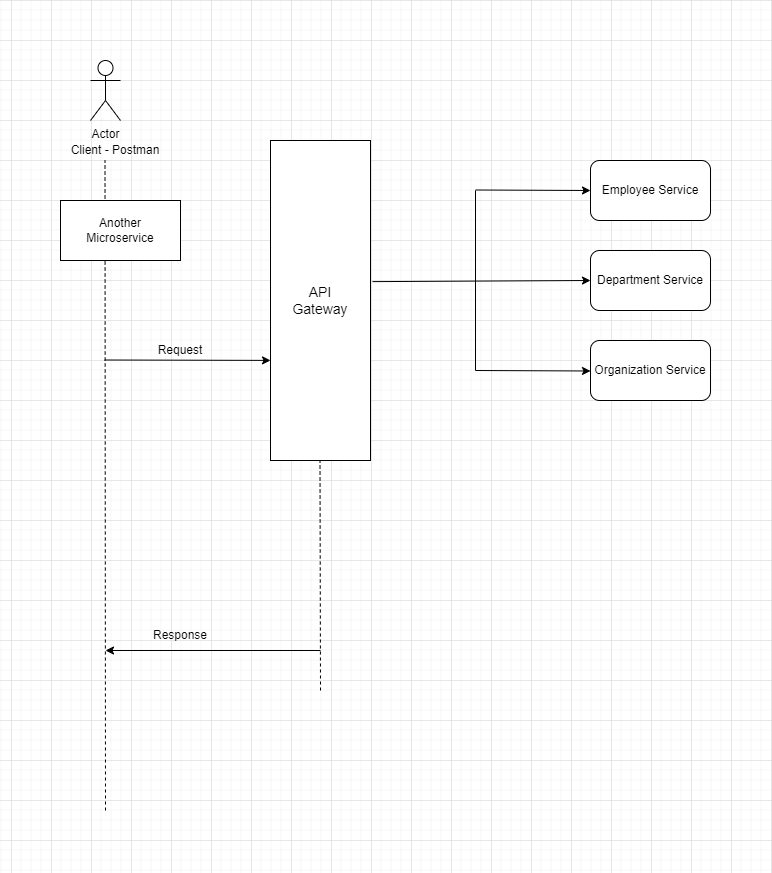 Actor
Client - Postman
Another
Microservice
API
Gateway
Employee Service
Department Service
Organization Service
Request
Response